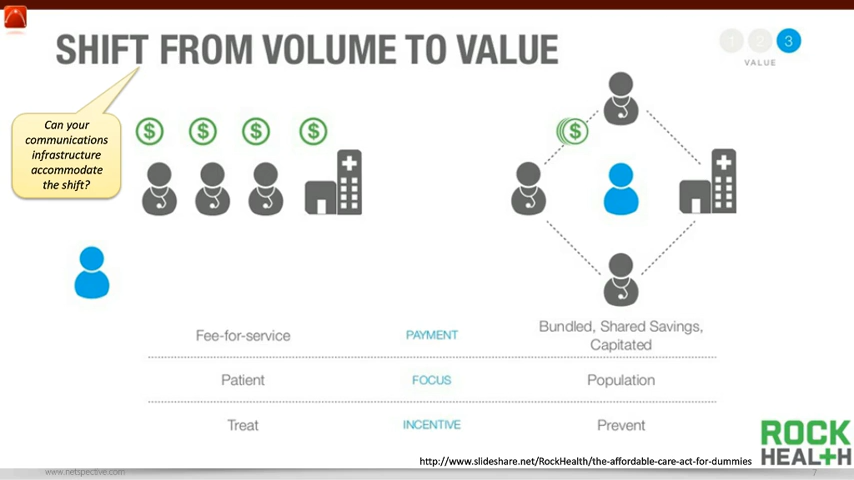 SHIFT FROM VOLUME TO VALUE
1 2 3
VALUE
Can your
communications
infrastructure
accommodate
the shift?
$ $ $ $ $
Fee-for-service PAYMENT Bundled, Shared Savings,
Capitated
Patient FOCUS Population
Treat INCENTIVE Prevent
ROCK
HEALTH
http://www.slideshare.net/RockHealth/the-affordable-care-act-for-dummies
www.netspective.com
7